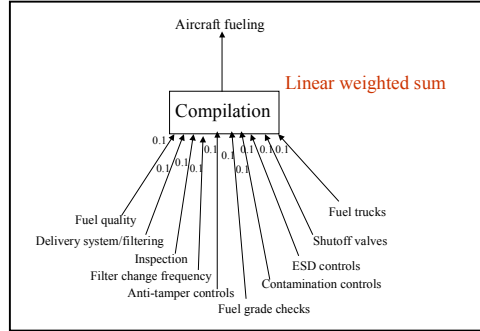 Aircraft fueling
Linear weighted sum
Compilation
0.1
0.1 0.1 0.1 0.1
0.1
0.1 0.1
0.1 0.1
Fuel trucks
Fuel quality
Delivery system/filtering
Shutoff valves
Inspection
ESD controls
Filter change frequency
Contamination controls
Anti-tamper controls
Fuel grade checks